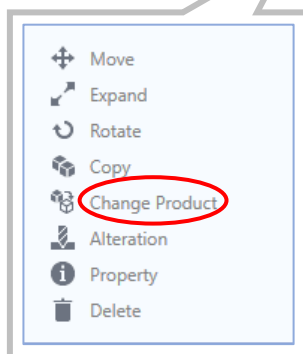 Move
Expand
Rotate
Copy
Change Product
Alteration
Property
Delete